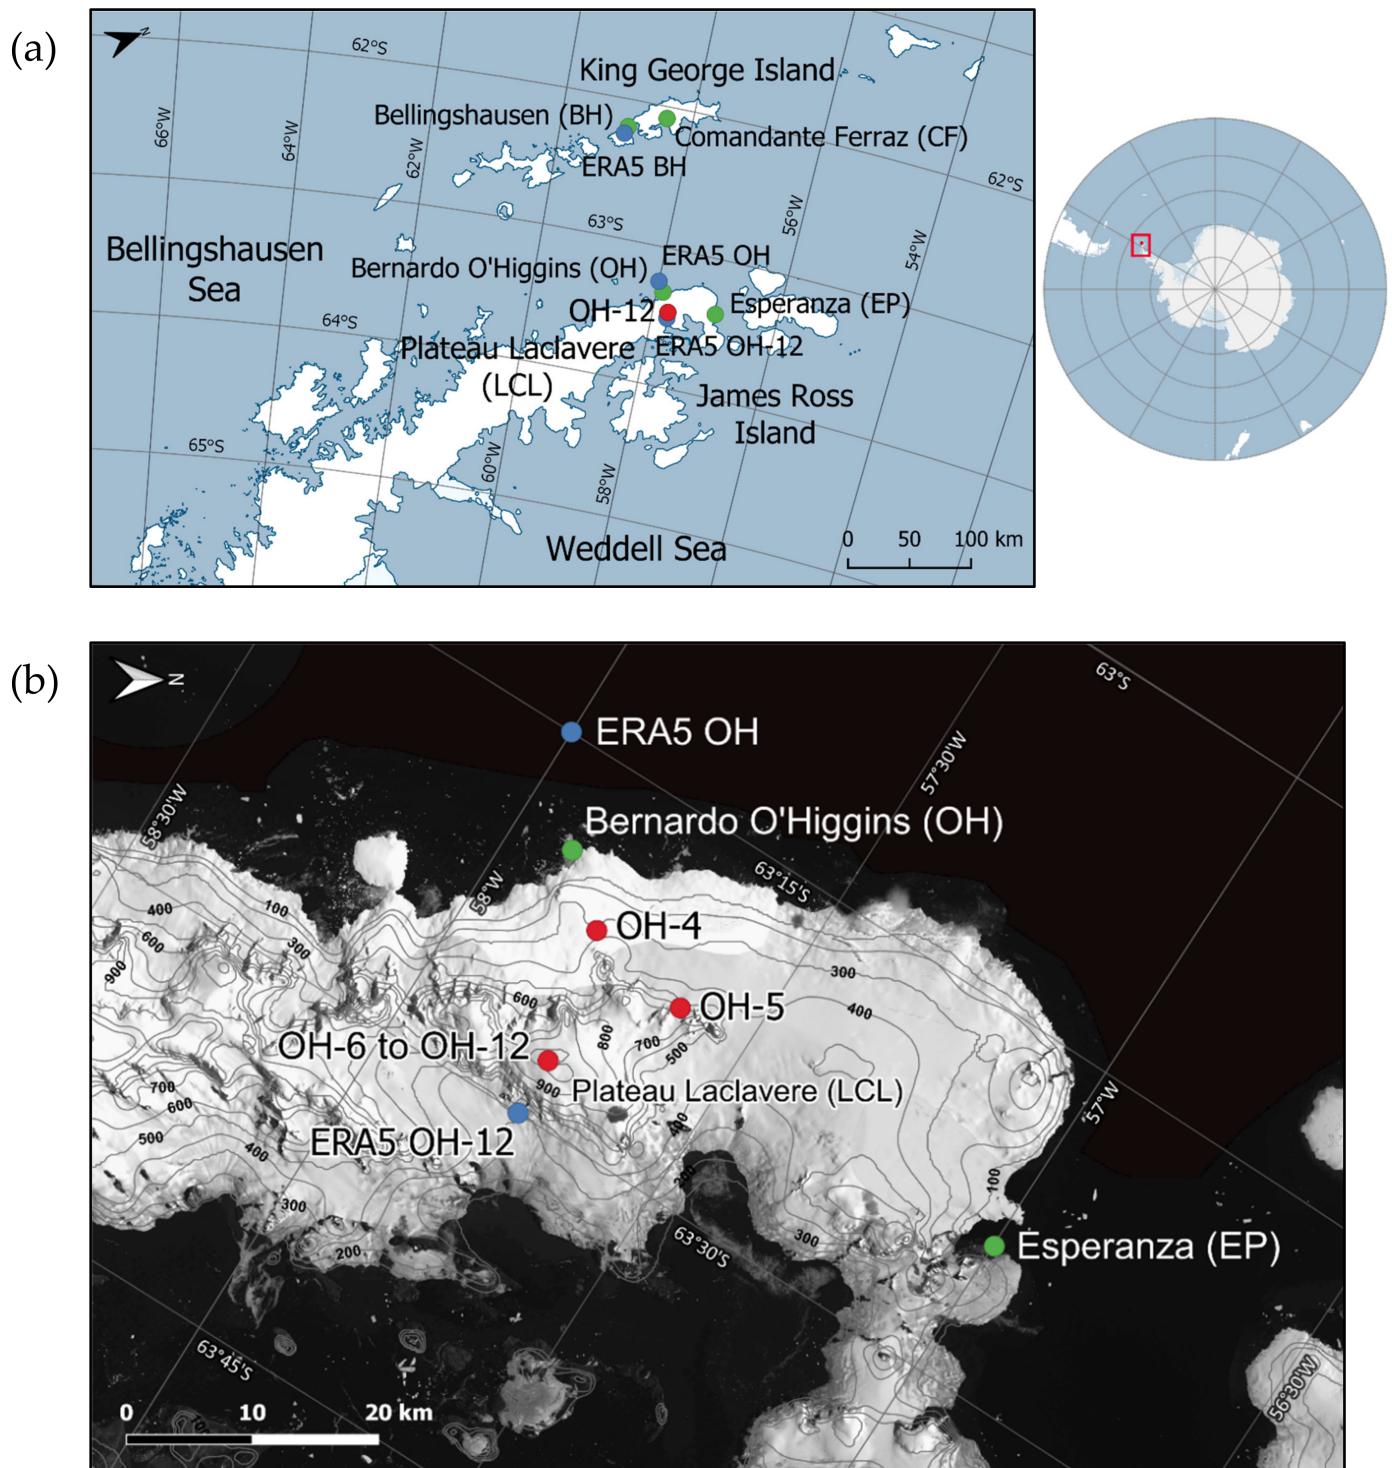 (a)
N
62°S
King George Island
66°W
64°W
62°W
Bellingshausen (BH)
Comandante Ferraz (CF)
ERA5 BH
62°S
56°W
54°W
63°S
Bellingshausen
Sea
ERA5 OH
Bernardo O'Higgins (OH)
OH-12
Esperanza (EP)
64°S
Plateau Laclavere
(LCL)
ERA5 OH-12
James Ross
Island
65°S
60°W
58°W
Weddell Sea
0 50 100 km
(b)
N
63°S
ERA5 OH
57°30'W
58°30'W
Bernardo O'Higgins (OH)
63°15'S
58°W
400
100
OH-4
600
300
900
300
600
OH-5
400
800
700
500
OH-6 to OH-12
900
Plateau Laclavere (LCL)
700
600
57°W
ERA5 OH-12
500
400
400
200
100
300
63°30'S
300
Esperanza (EP)
200
63°45'S
56°30'W
0 10 20 km